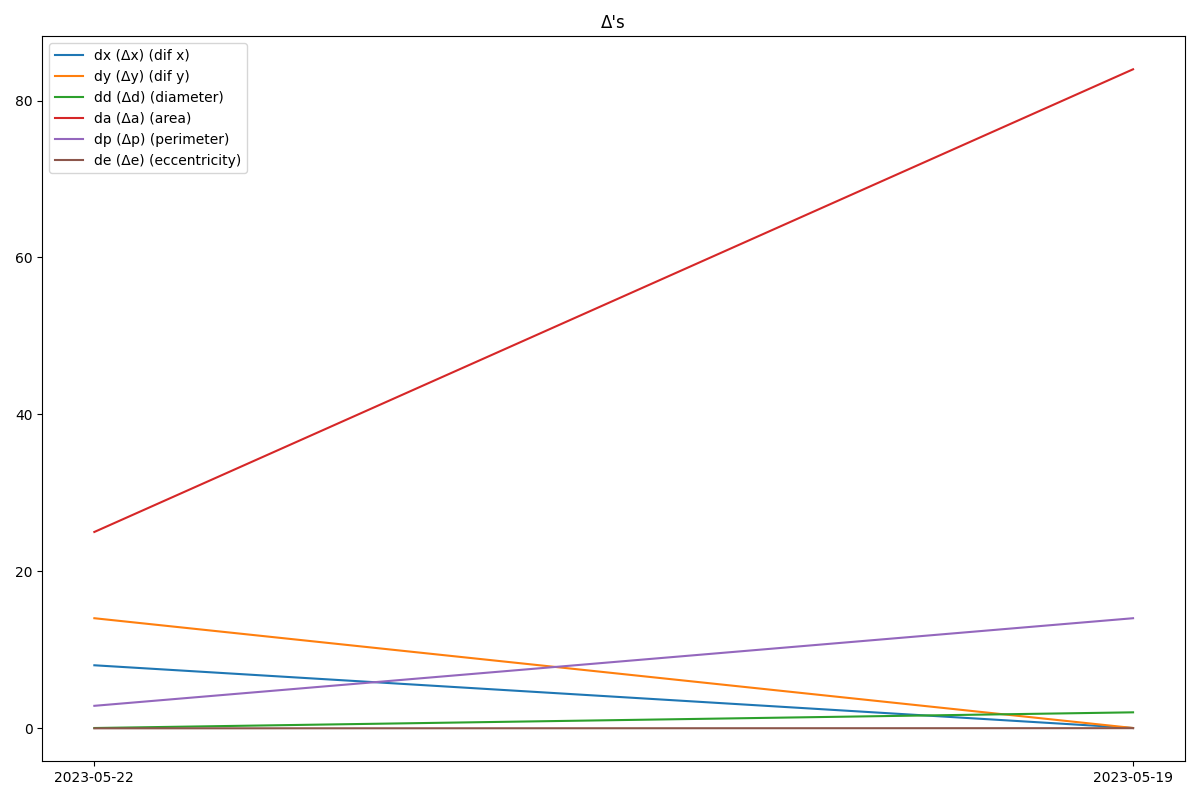 Δ's
dx (Δx) (dif x)
dy (Δy) (dif y)
dd (Δd) (diameter)
da (Δa) (area)
dp (Δp) (perimeter)
de (Δe) (eccentricity)
80
60
40
20
0
2023-05-22
2023-05-19